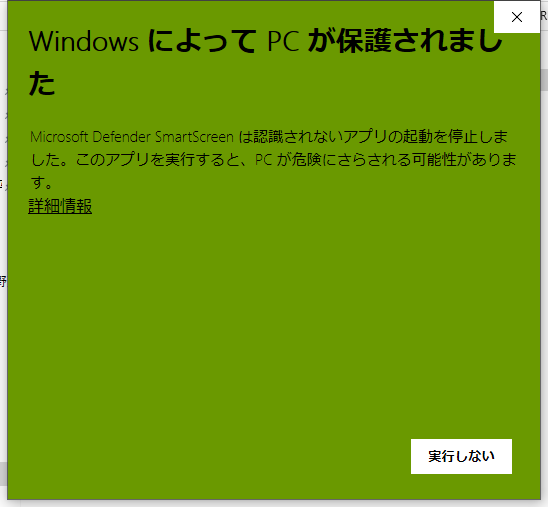 Windows によって PC が保護されまし
た
Microsoft Defender SmartScreen は認識されないアプリの起動を停止しま
した。このアプリを実行すると、PC が危険にさらされる可能性がありま
す。
詳細情報
実行しない
R
野